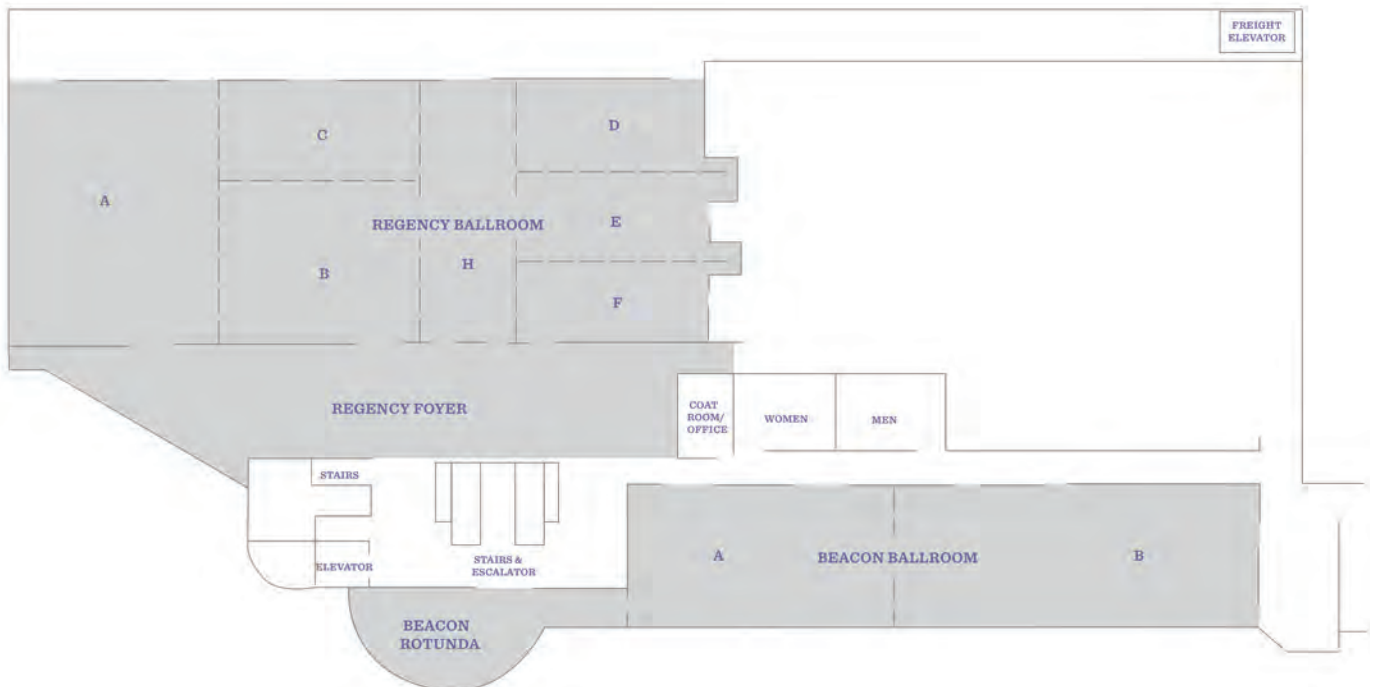 FREIGHT
ELEVATOR
C
D
A
REGENCY BALLROOM
E
H
B
F
REGENCY FOYER
COAT
ROOM/
OFFICE
WOMEN
MEN
STAIRS
ELEVATOR
STAIRS &
ESCALATOR
A
BEACON BALLROOM
B
BEACON
ROTUNDA